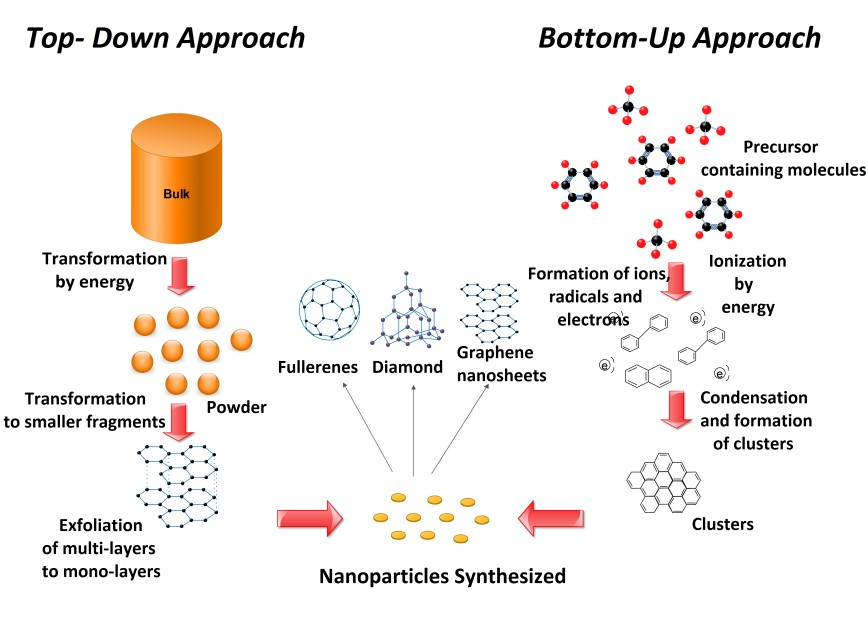 Top- Down Approach
Bottom-Up Approach
Bulk
Transformation
by energy
Transformation
to smaller fragments
Powder
Exfoliation
of multi-layers
to mono-layers
Fullerenes
Diamond
Graphene
nanosheets
Nanoparticles Synthesized
Precursor
containing molecules
Formation of ions,
radicals and
electrons
Ionization
by
energy
e
e
e
e
Condensation
and formation
of clusters
Clusters